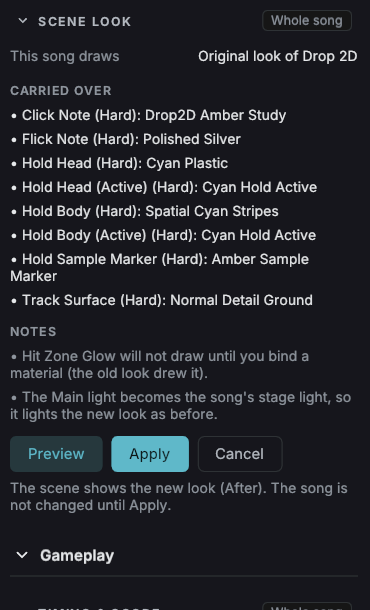 SCENE LOOK
Whole song
This song draws
Original look of Drop 2D
CARRIED OVER
• Click Note (Hard): Drop2D Amber Study
• Flick Note (Hard): Polished Silver
• Hold Head (Hard): Cyan Plastic
• Hold Head (Active) (Hard): Cyan Hold Active
• Hold Body (Hard): Spatial Cyan Stripes
• Hold Body (Active) (Hard): Cyan Hold Active
• Hold Sample Marker (Hard): Amber Sample
Marker
• Track Surface (Hard): Normal Detail Ground
NOTES
• Hit Zone Glow will not draw until you bind a
material (the old look drew it).
• The Main light becomes the song's stage light, so
it lights the new look as before.
Preview
Apply
Cancel
The scene shows the new look (After). The song is
not changed until Apply.
Gameplay